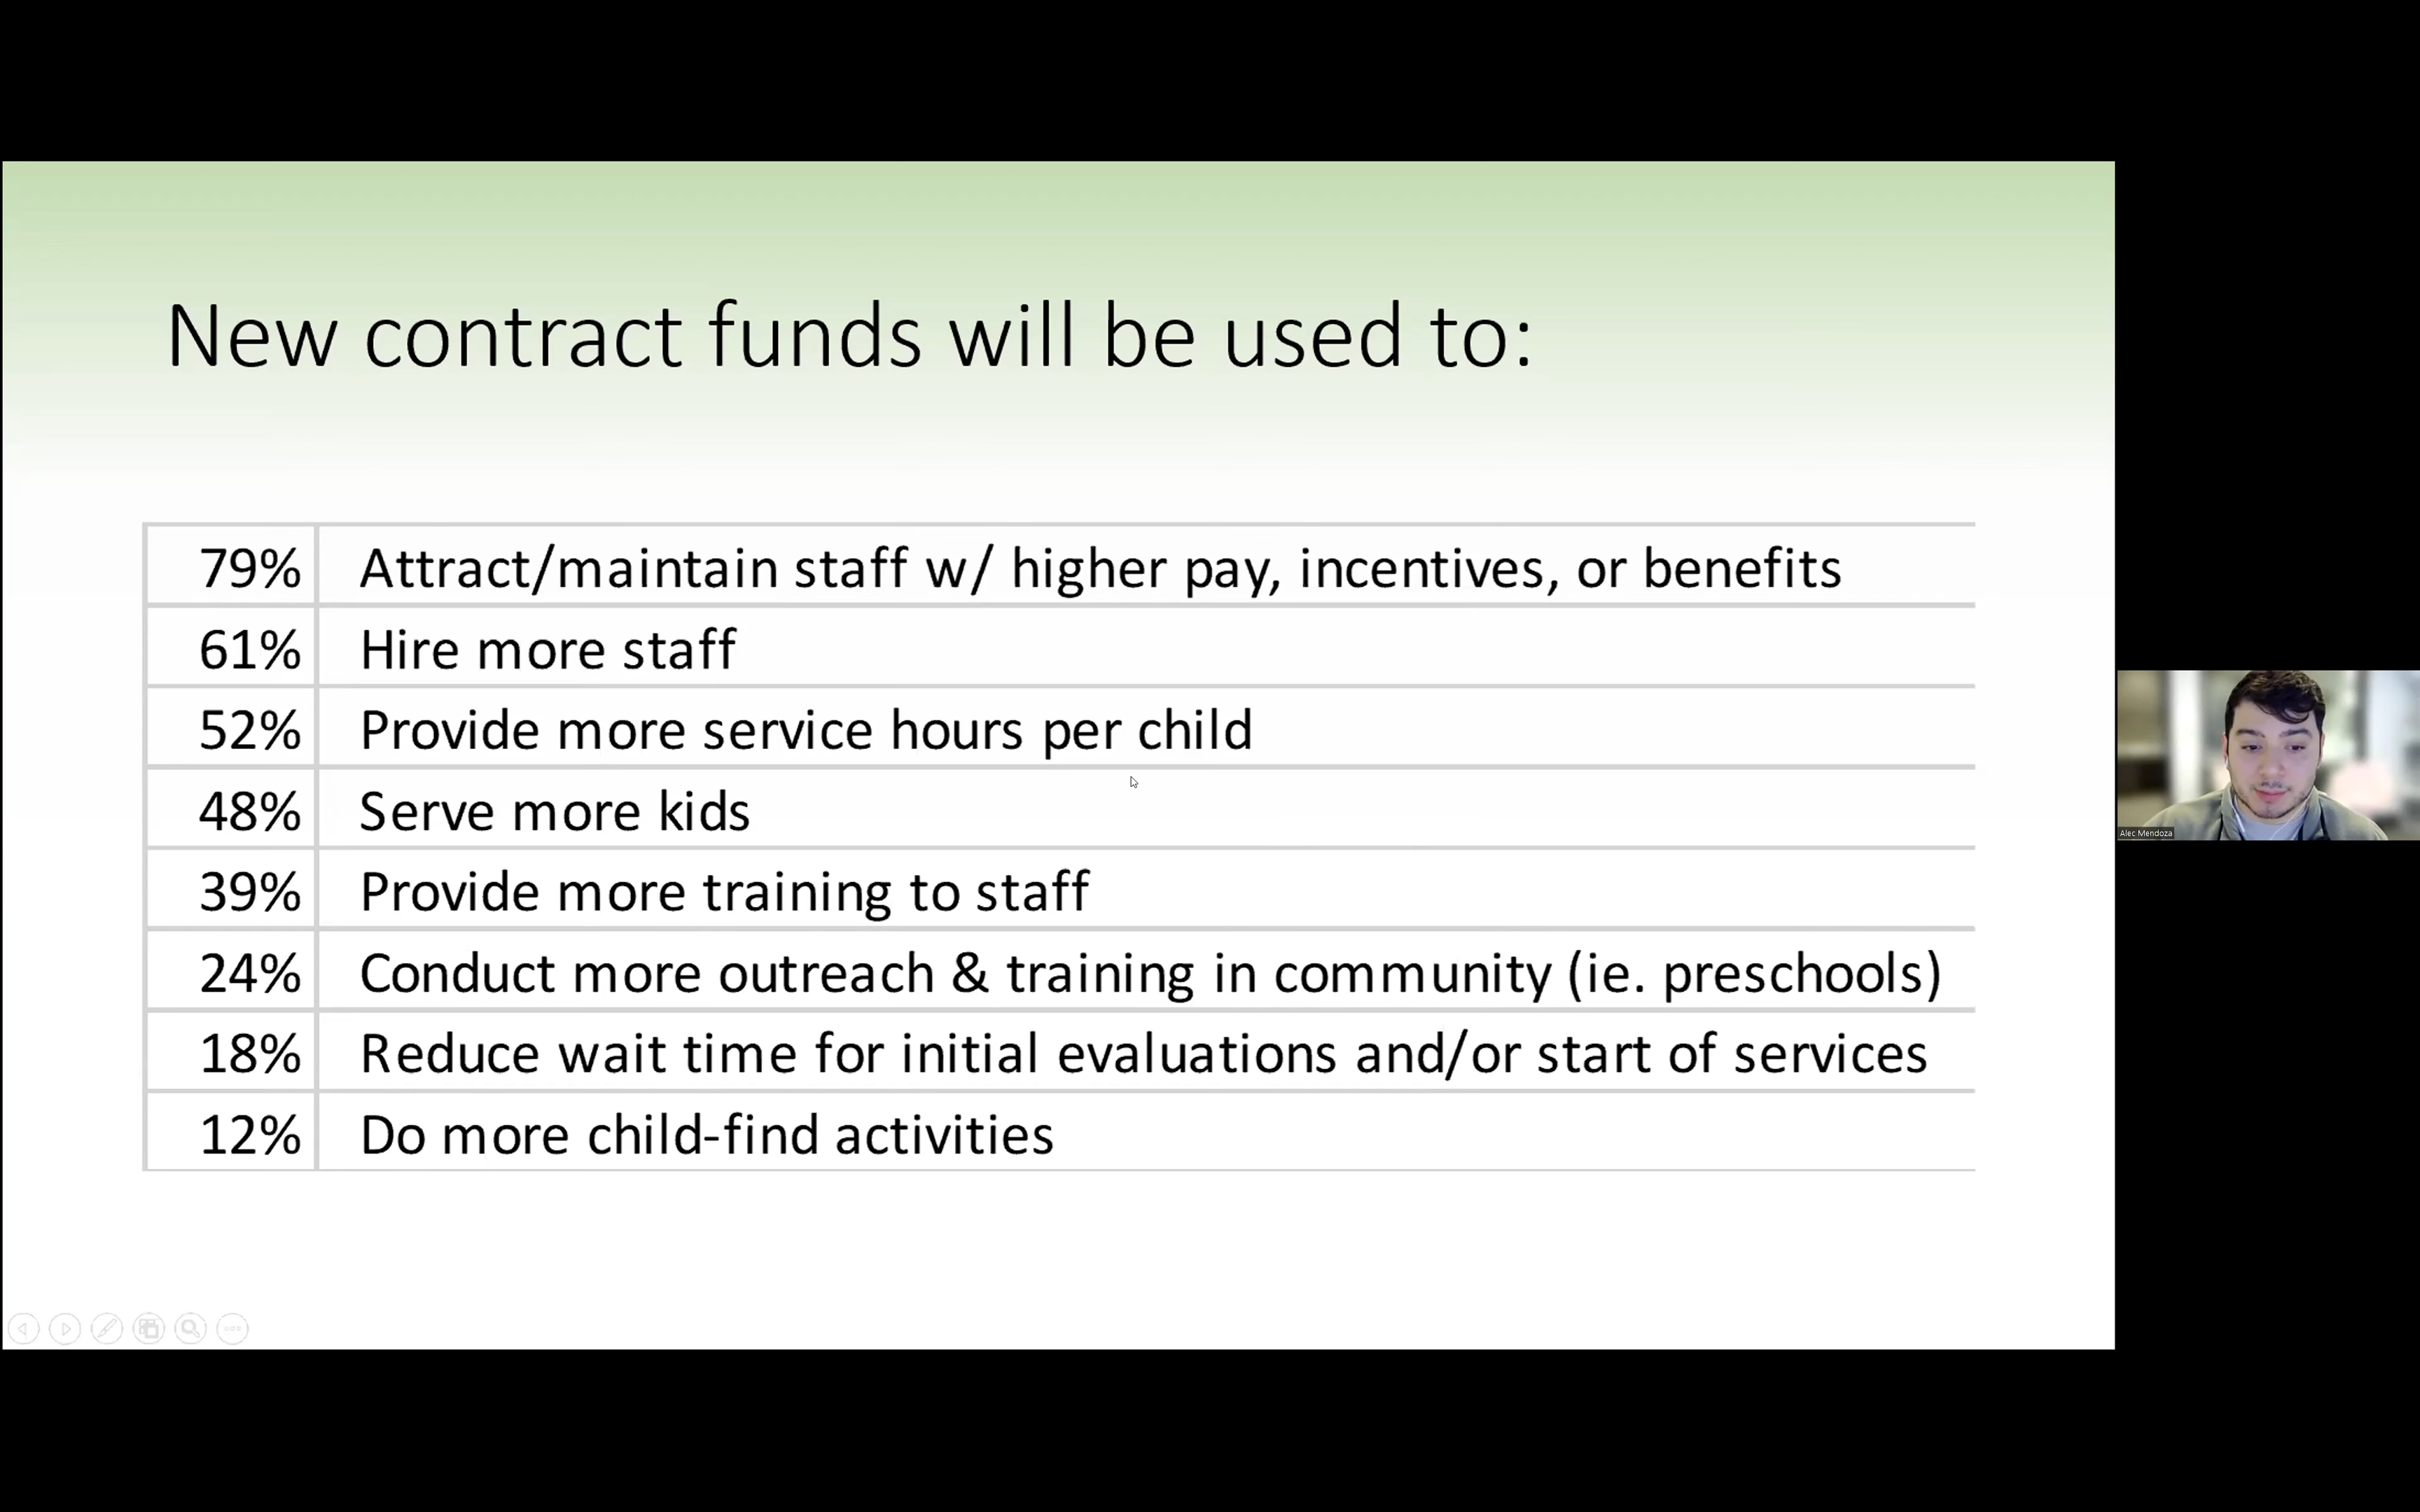 New contract funds will be used to:
79% Attract/maintain staff w/ higher pay, incentives, or benefits
61% Hire more staff
52% Provide more service hours per child
48% Serve more kids
39% Provide more training to staff
24% Conduct more outreach & training in community (ie. preschools)
18% Reduce wait time for initial evaluations and/or start of services
12% Do more child-find activities
Alec Mendoza